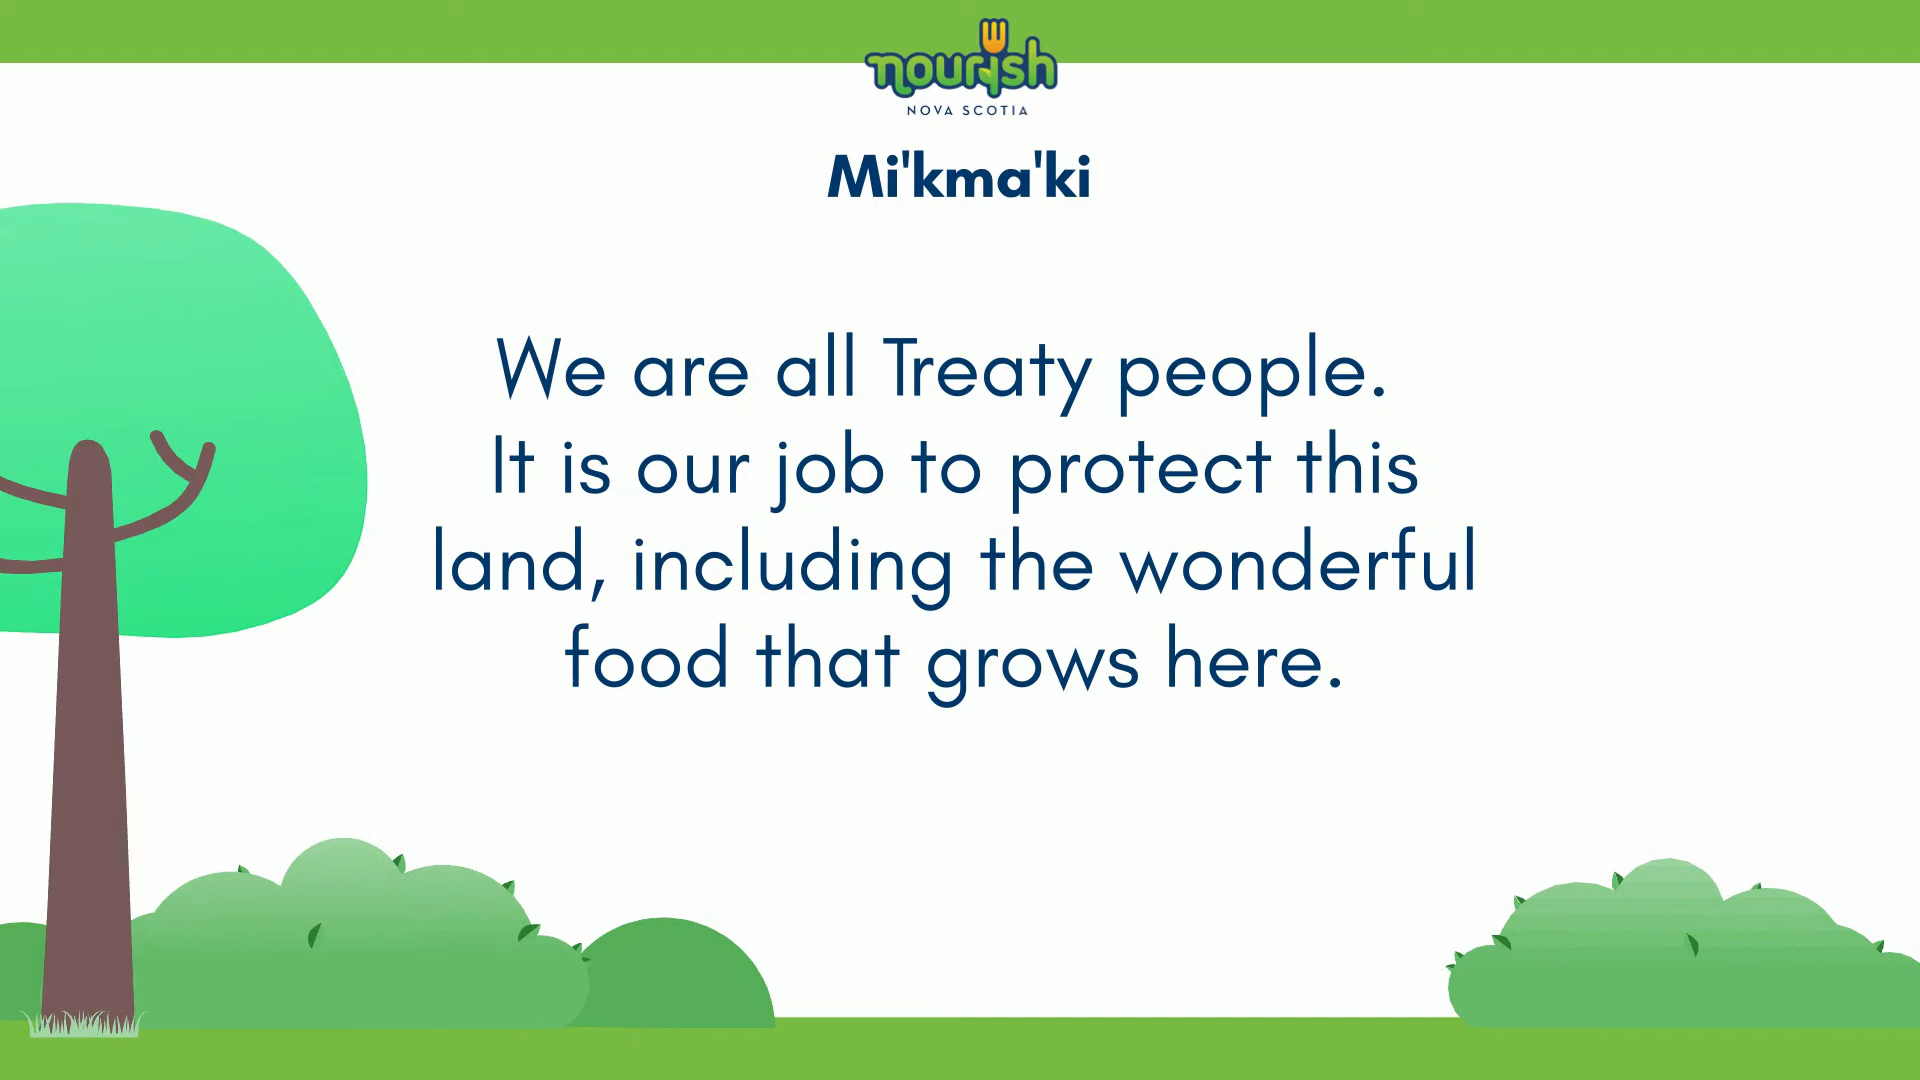 nourish
NOVA SCOTIA
Mi'kma'ki
We are all Treaty people.
It is our job to protect this
land, including the wonderful
food that grows here.